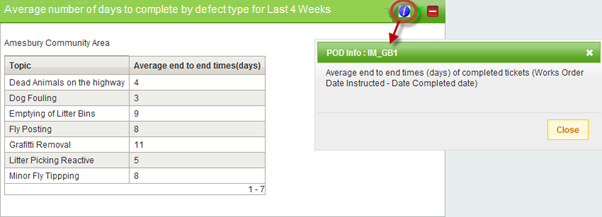 Average number of days to complete by defect type for Last 4 Weeks
i
Amesbury Community Area
Topic Average end to end times(days)
Dead Animals on the highway 4
Dog Fouling 3
Emptying of Litter Bins 9
Fly Posting 8
Grafitti Removal 11
Litter Picking Reactive 5
Minor Fly Tippping 8
1 - 7
POD Info : IM_GB1
Average end to end times (days) of completed tickets (Works Order
Date Instructed - Date Completed date)
Close